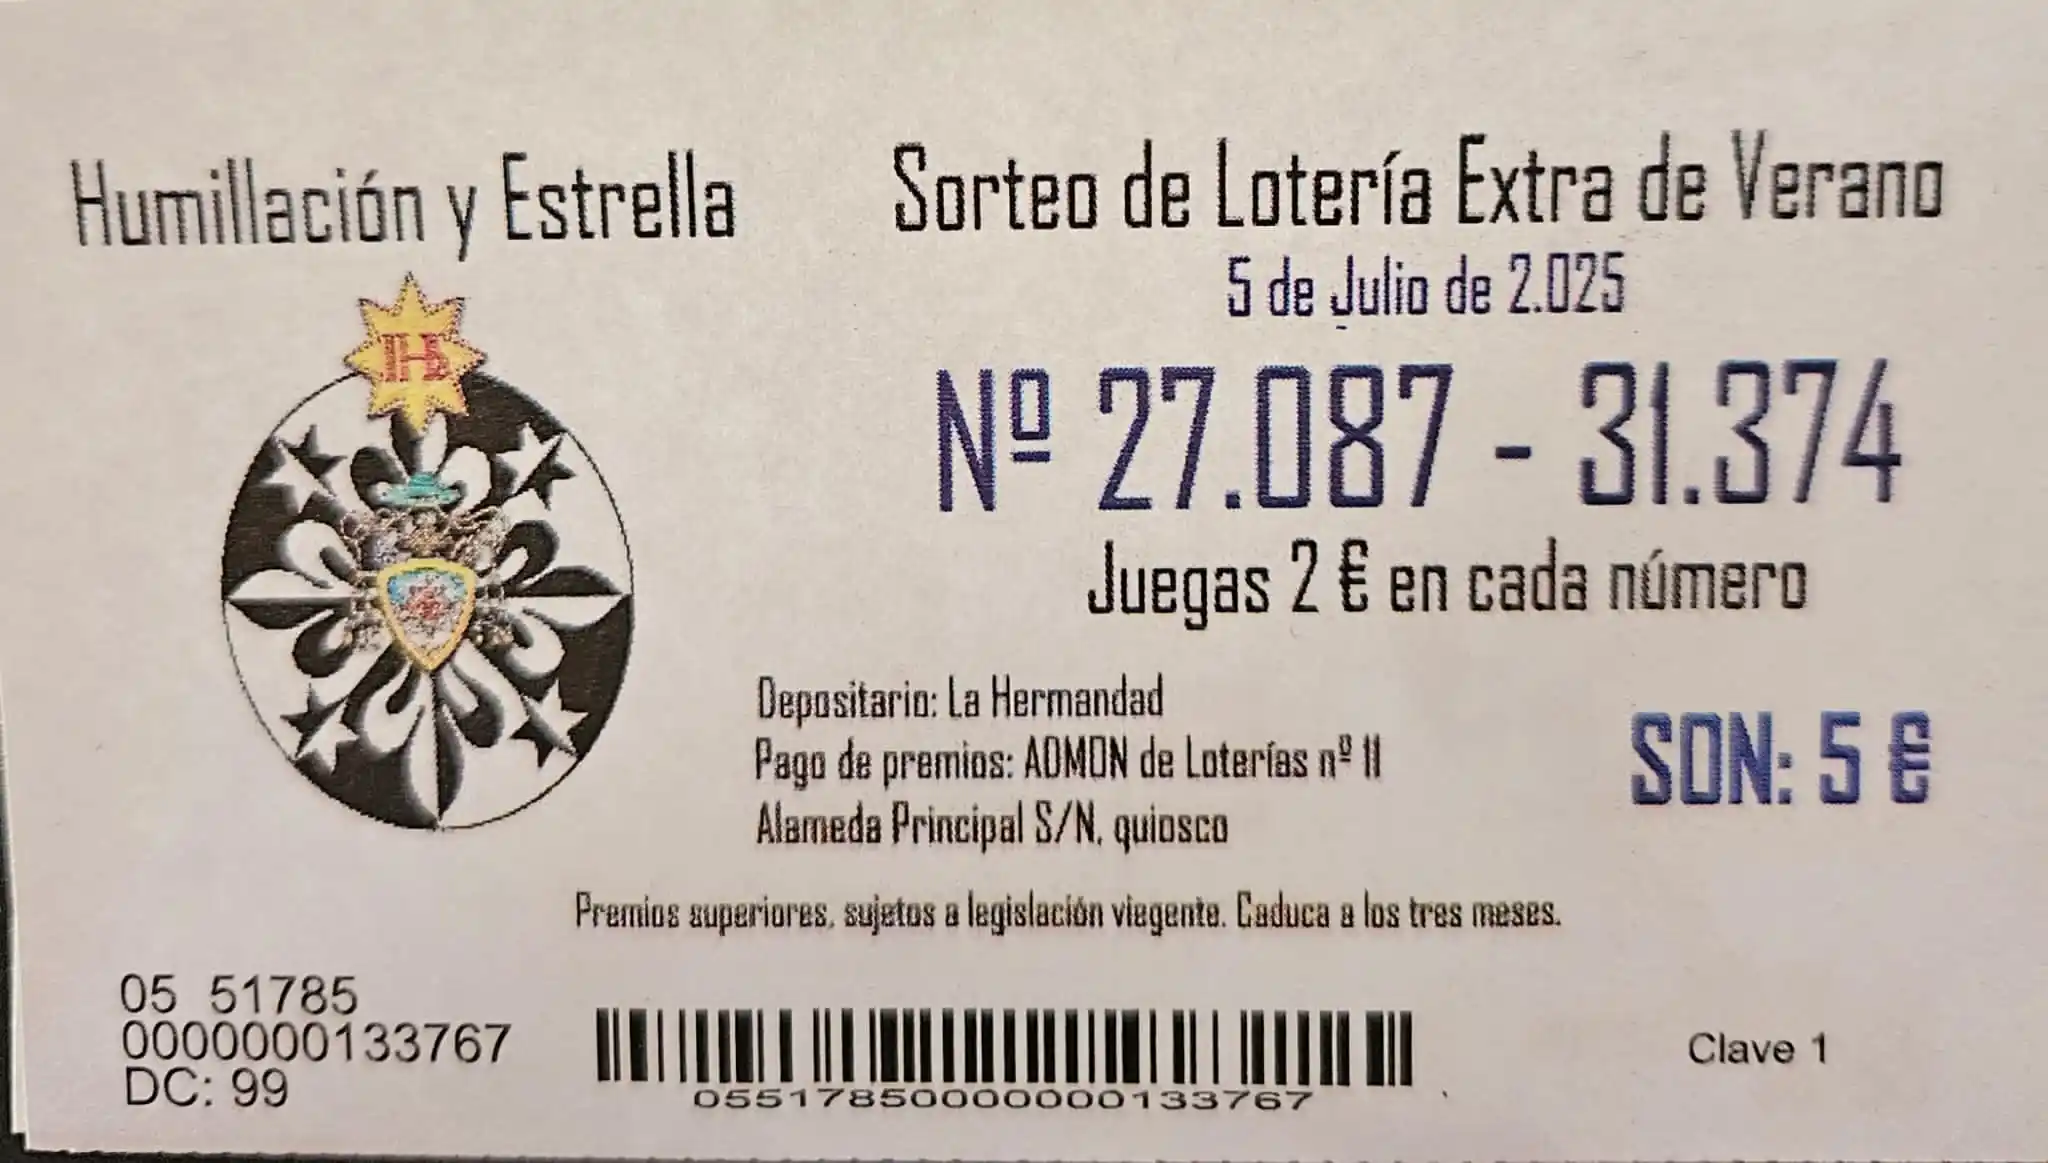 Humillación y Estrella
IHS
Sorteo de Lotería Extra de Verano
5 de Julio de 2.025
Nº 27.087 - 31.374
Juegas 2 € en cada número
Depositario: La Hermandad
Pago de premios: ADMON de Loterías nº 11
Alameda Principal S/N, quiosco
SON: 5 €
Premios superiores, sujetos a legislación viegente. Caduca a los tres meses.
05 51785
0000000133767
DC: 99
05517850000000133767
Clave 1